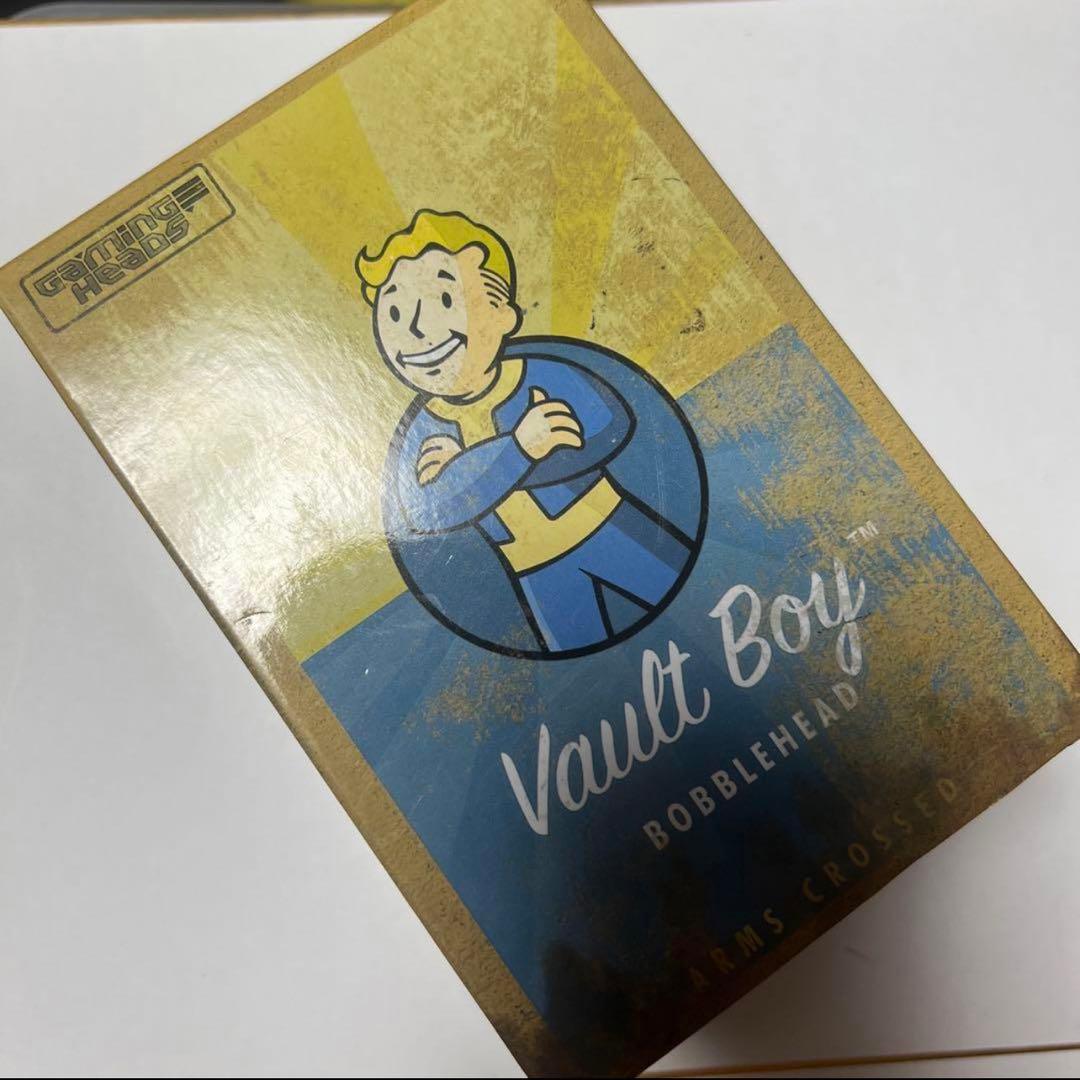 GAMING
HEADS
Vault Boy™
BOBBLEHEAD
ARMS CROSSED